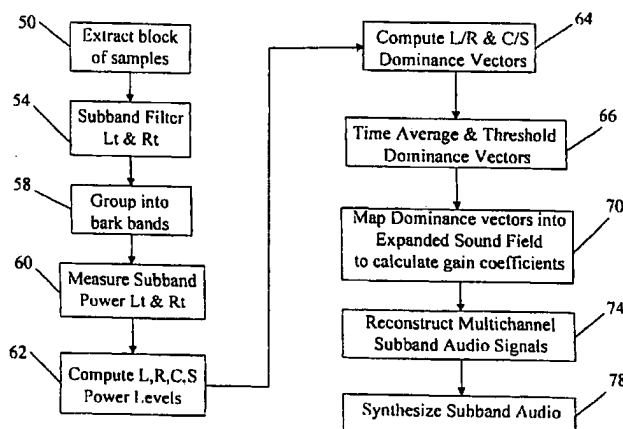 50
Extract block
of samples
54
Subband Filter
Lt & Rt
58
Group into
bark bands
60
Measure Subband
Power Lt & Rt
62
Compute L,R,C,S
Power Levels
Compute L/R & C/S
Dominance Vectors
64
Time Average & Threshold
Dominance Vectors
66
Map Dominance vectors into
Expanded Sound Field
to calculate gain coefficients
70
Reconstruct Multichannel
Subband Audio Signals
74
Synthesize Subband Audio
78